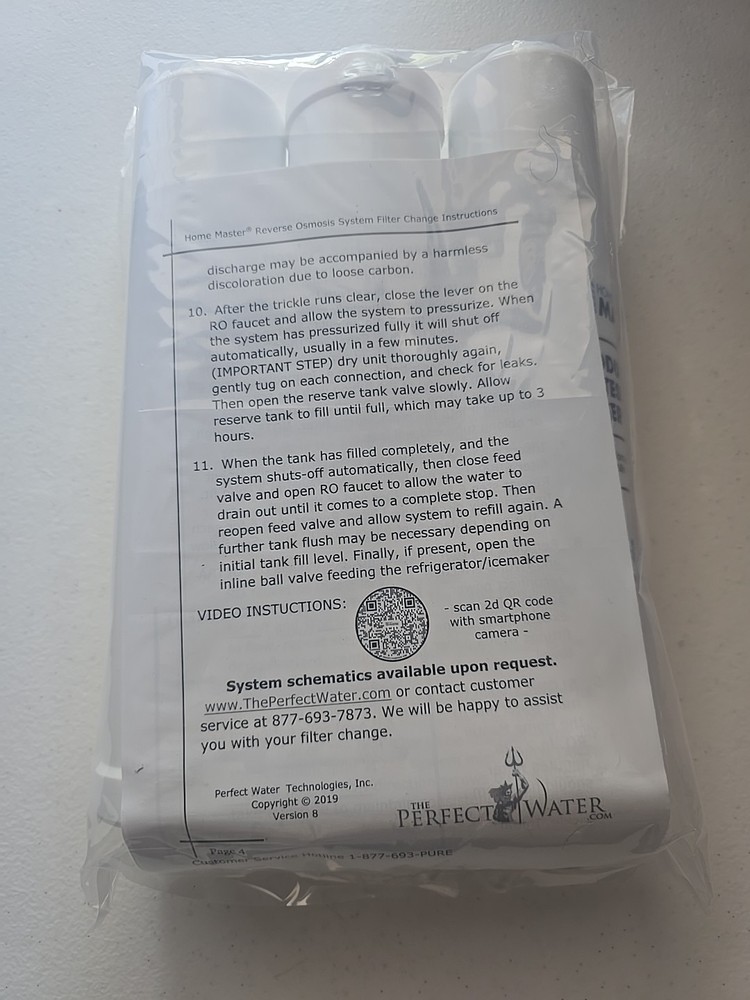 Home Master® Reverse Osmosis System Filter Change Instructions
discharge may be accompanied by a harmless
discoloration due to loose carbon.
10. After the trickle runs clear, close the lever on the
RO faucet and allow the system to pressurize. When
the system has pressurized fully it will shut off
automatically, usually in a few minutes.
(IMPORTANT STEP) dry unit thoroughly again,
gently tug on each connection, and check for leaks.
Then open the reserve tank valve slowly. Allow
reserve tank to fill until full, which may take up to 3
hours.
11. When the tank has filled completely, and the
system shuts-off automatically, then close feed
valve and open RO faucet to allow the water to
drain out until it comes to a complete stop. Then
reopen feed valve and allow system to refill again. A
further tank flush may be necessary depending on
initial tank fill level. Finally, if present, open the
inline ball valve feeding the refrigerator/icemaker
VIDEO INSTUCTIONS:
- scan 2d QR code
with smartphone
camera -
System schematics available upon request.
www.ThePerfectWater.com or contact customer
service at 877-693-7873. We will be happy to assist
you with your filter change.
Perfect Water Technologies, Inc.
Copyright © 2019
Version 8
THE
PERFECT WATER
.COM
Page 4
Customer Service Hotline 1-877-693-PURE